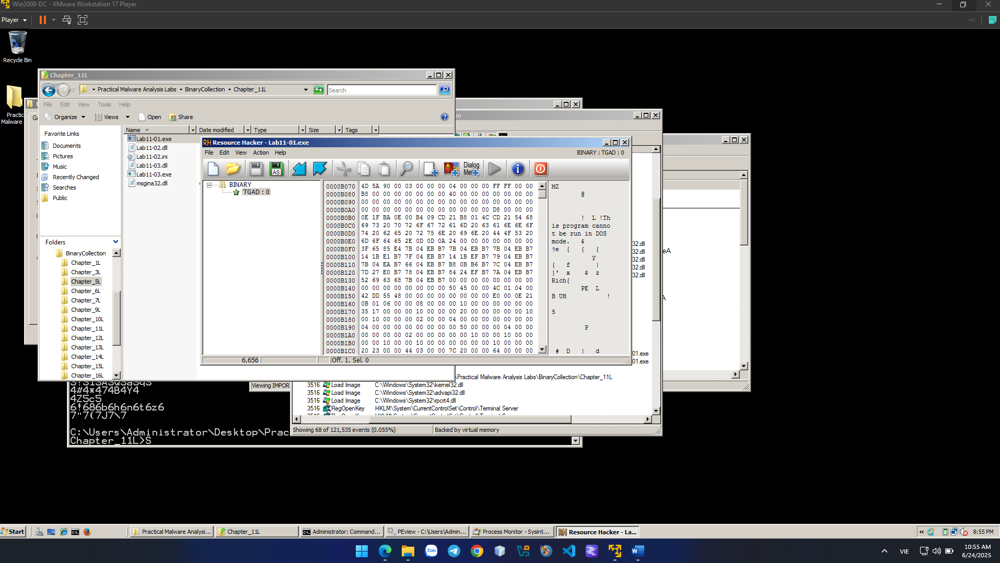 Win2008-DC - VMware Workstation 17 Player
Player
Recycle Bin
Practic
Malware
Chapter_11L
Practical Malware Analysis Labs BinaryCollection Chapter_11L
Search
File Edit View Tools Help
Organize Views Open Share
Name Date modified Type Size Tags
Favorite Links
Documents
Pictures
Music
Recently Changed
Searches
Public
Folders
BinaryCollection
Chapter_1L
Chapter_3L
Chapter_5L
Chapter_6L
Chapter_7L
Chapter_9L
Chapter_10L
Chapter_11L
Chapter_12L
Chapter_13L
Chapter_14L
Chapter_15L
Chapter_16L
Lab11-01.exe
Lab11-02.dll
Lab11-02.ini
Lab11-03.dll
Lab11-03.exe
msgina32.dll
Resource Hacker - Lab11-01.exe
File Edit View Action Help
BINARY : TGAD : 0
AS
Dialog
Men
BINARY
TGAD : 0
0000B070 4D 5A 90 00 03 00 00 00 04 00 00 00 FF FF 00 00 MZ
0000B080 B8 00 00 00 00 00 00 00 40 00 00 00 00 00 00 00 @
0000B090 00 00 00 00 00 00 00 00 00 00 00 00 00 00 00 00
0000B0A0 00 00 00 00 00 00 00 00 00 00 00 00 D8 00 00 00
0000B0B0 0E 1F BA 0E 00 B4 09 CD 21 B8 01 4C CD 21 54 68 ! L !Th
0000B0C0 69 73 20 70 72 6F 67 72 61 6D 20 63 61 6E 6E 6F is program canno
0000B0D0 74 20 62 65 20 72 75 6E 20 69 6E 20 44 4F 53 20 t be run in DOS
0000B0E0 6D 6F 64 65 2E 0D 0D 0A 24 00 00 00 00 00 00 00 mode. $
0000B0F0 3F 65 85 E4 7B 04 EB B7 7B 04 EB B7 7B 04 EB B7 ?e { { {
0000B100 14 1B E1 B7 7F 04 EB B7 14 1B EF B7 79 04 EB B7 y
0000B110 7B 04 EA B7 66 04 EB B7 B8 0B B6 B7 7C 04 EB B7 { f |
0000B120 7D 27 E0 B7 78 04 EB B7 84 24 EF B7 7A 04 EB B7 }' x $ z
0000B130 52 69 63 68 7B 04 EB B7 00 00 00 00 00 00 00 00 Rich{
0000B140 00 00 00 00 00 00 00 00 50 45 00 00 4C 01 04 00 PE L
0000B150 42 DD 55 48 00 00 00 00 00 00 00 00 E0 00 0E 21 B UH !
0000B160 0B 01 06 00 00 08 00 00 00 10 00 00 00 00 00 00
0000B170 35 17 00 00 00 10 00 00 00 20 00 00 00 00 00 10 5
0000B180 00 10 00 00 00 02 00 00 04 00 00 00 00 00 00 00
0000B190 04 00 00 00 00 00 00 00 00 50 00 00 00 04 00 00 P
0000B1A0 00 00 00 00 02 00 00 00 00 00 10 00 00 10 00 00
0000B1B0 00 00 10 00 00 10 00 00 00 00 00 00 10 00 00 00
0000B1C0 20 23 00 00 44 03 00 00 7C 20 00 00 64 00 00 00 # D | d
6,656
Off. 1, Sel. 0
32.dll
32.dll
32.dll
32.dll
32.dll
eA
A
01.exe
01.exe
\Practical Malware Analysis Labs\BinaryCollection\Chapter_11L
Viewing IMPOR
3516 Load Image C:\Windows\System32\kernel32.dll
3516 Load Image C:\Windows\System32\advapi32.dll
3516 Load Image C:\Windows\System32\rpcrt4.dll
3516 RegOpenKey HKLM\System\CurrentControlSet\Control\Terminal Server
Showing 68 of 121,535 events (0.055%) Backed by virtual memory
4#4*474B4Y4
4Z5c5
6!686b6h6n6t6z6
7"7(7J7\7
C:\Users\Administrator\Desktop\Prac
Chapter_11L>S
Start
Practical Malware Analysi...
Chapter_11L
Administrator: Command...
PEview - C:\Users\Admin...
Process Monitor - Sysint...
Resource Hacker - La...
8:55 PM
Zalo
VIE
10:55 AM
6/24/2025